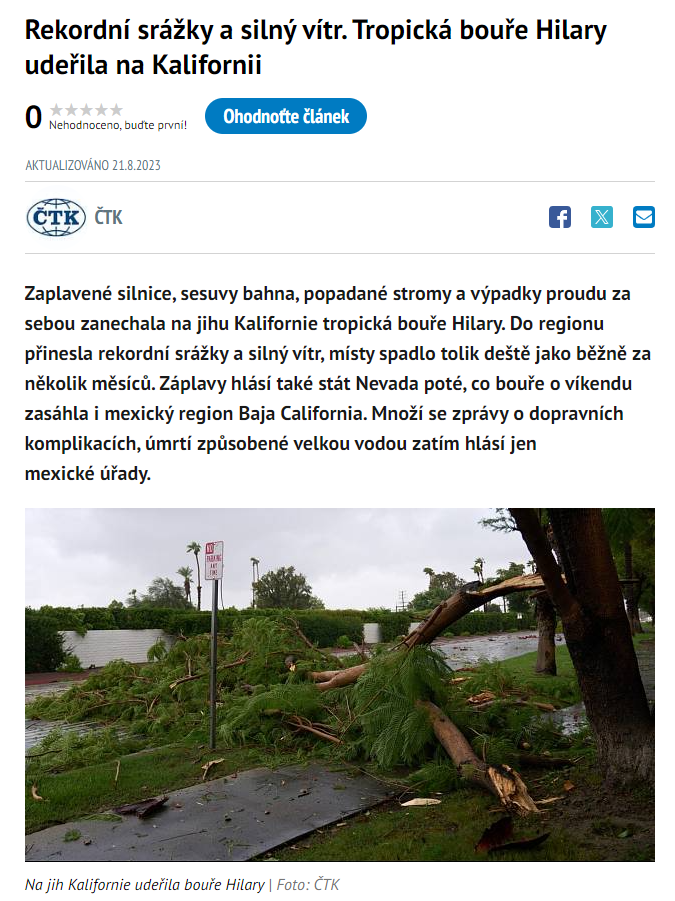 Rekordní srážky a silný vítr. Tropická bouře Hilary
udeřila na Kalifornii
0
Nehodnoceno, buďte první!
Ohodnoťte článek
AKTUALIZOVÁNO 21.8.2023
ČTK ČTK
Zaplavené silnice, sesuvy bahna, popadané stromy a výpadky proudu za
sebou zanechala na jihu Kalifornie tropická bouře Hilary. Do regionu
přinesla rekordní srážky a silný vítr, místy spadlo tolik deště jako běžně za
několik měsíců. Záplavy hlásí také stát Nevada poté, co bouře o víkendu
zasáhla i mexický region Baja California. Množí se zprávy o dopravních
komplikacích, úmrtí způsobené velkou vodou zatím hlásí jen
mexické úřady.
NO
PARKING
ANY
TIME
Na jih Kalifornie udeřila bouře Hilary | Foto: ČTK